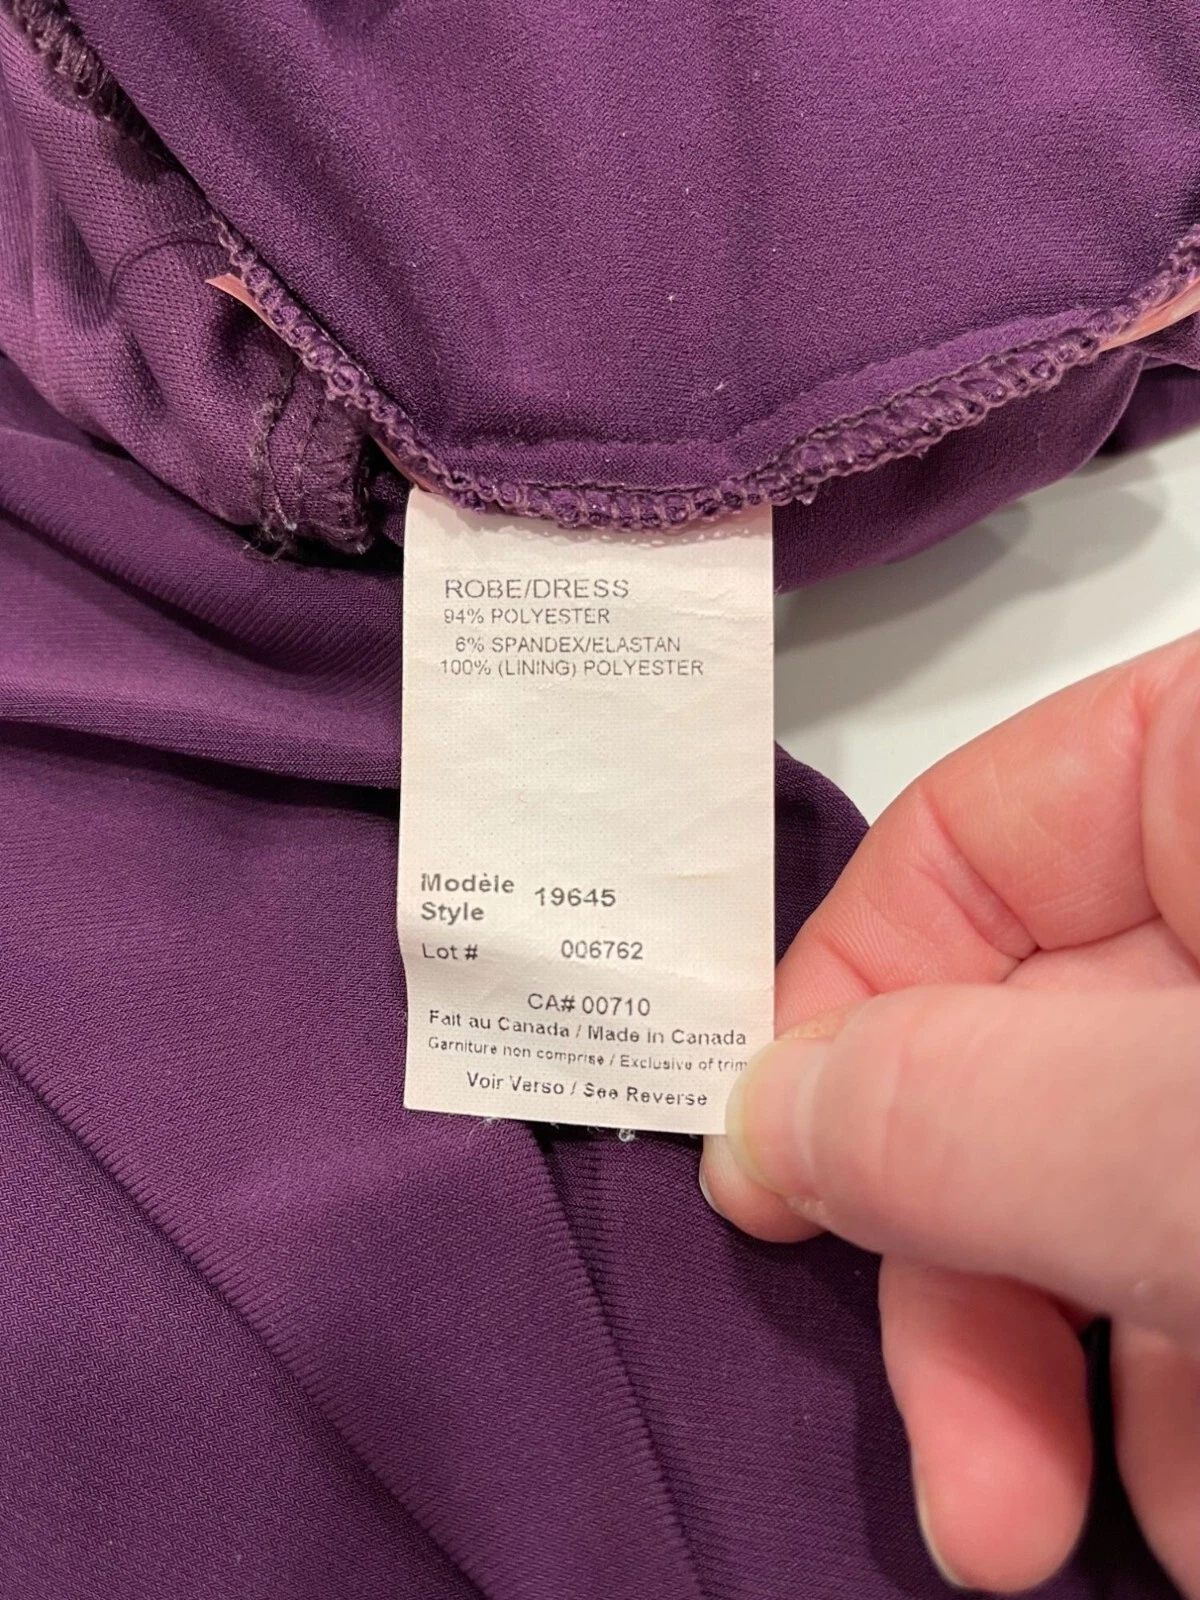 ROBE/DRESS
94% POLYESTER
6% SPANDEX/ELASTAN
100% (LINING) POLYESTER
Modèle
Style 19645
Lot # 006762
CA# 00710
Fait au Canada / Made in Canada
Garniture non comprise / Exclusive of trim
Voir Verso / See Reverse